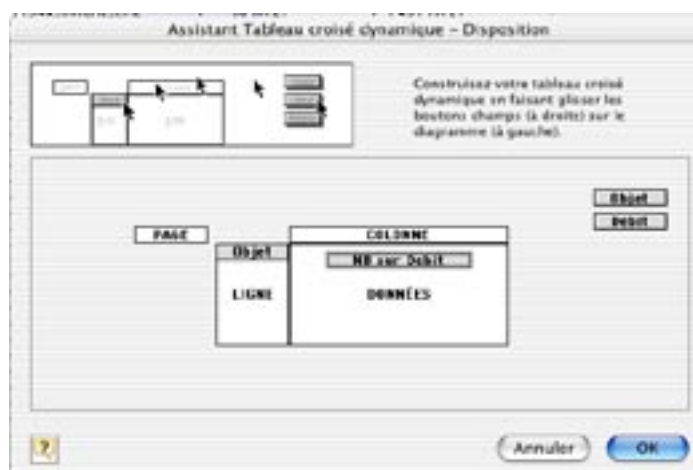 Assistant Tableau croisé dynamique – Disposition
Construisez votre tableau croisé
dynamique en faisant glisser les
boutons champs (à droite) sur le
diagramme (à gauche).
Objet
Debit
PAGE
COLONNE
Objet
NB sur Debit
LIGNE
DONNÉES
?
Annuler
OK